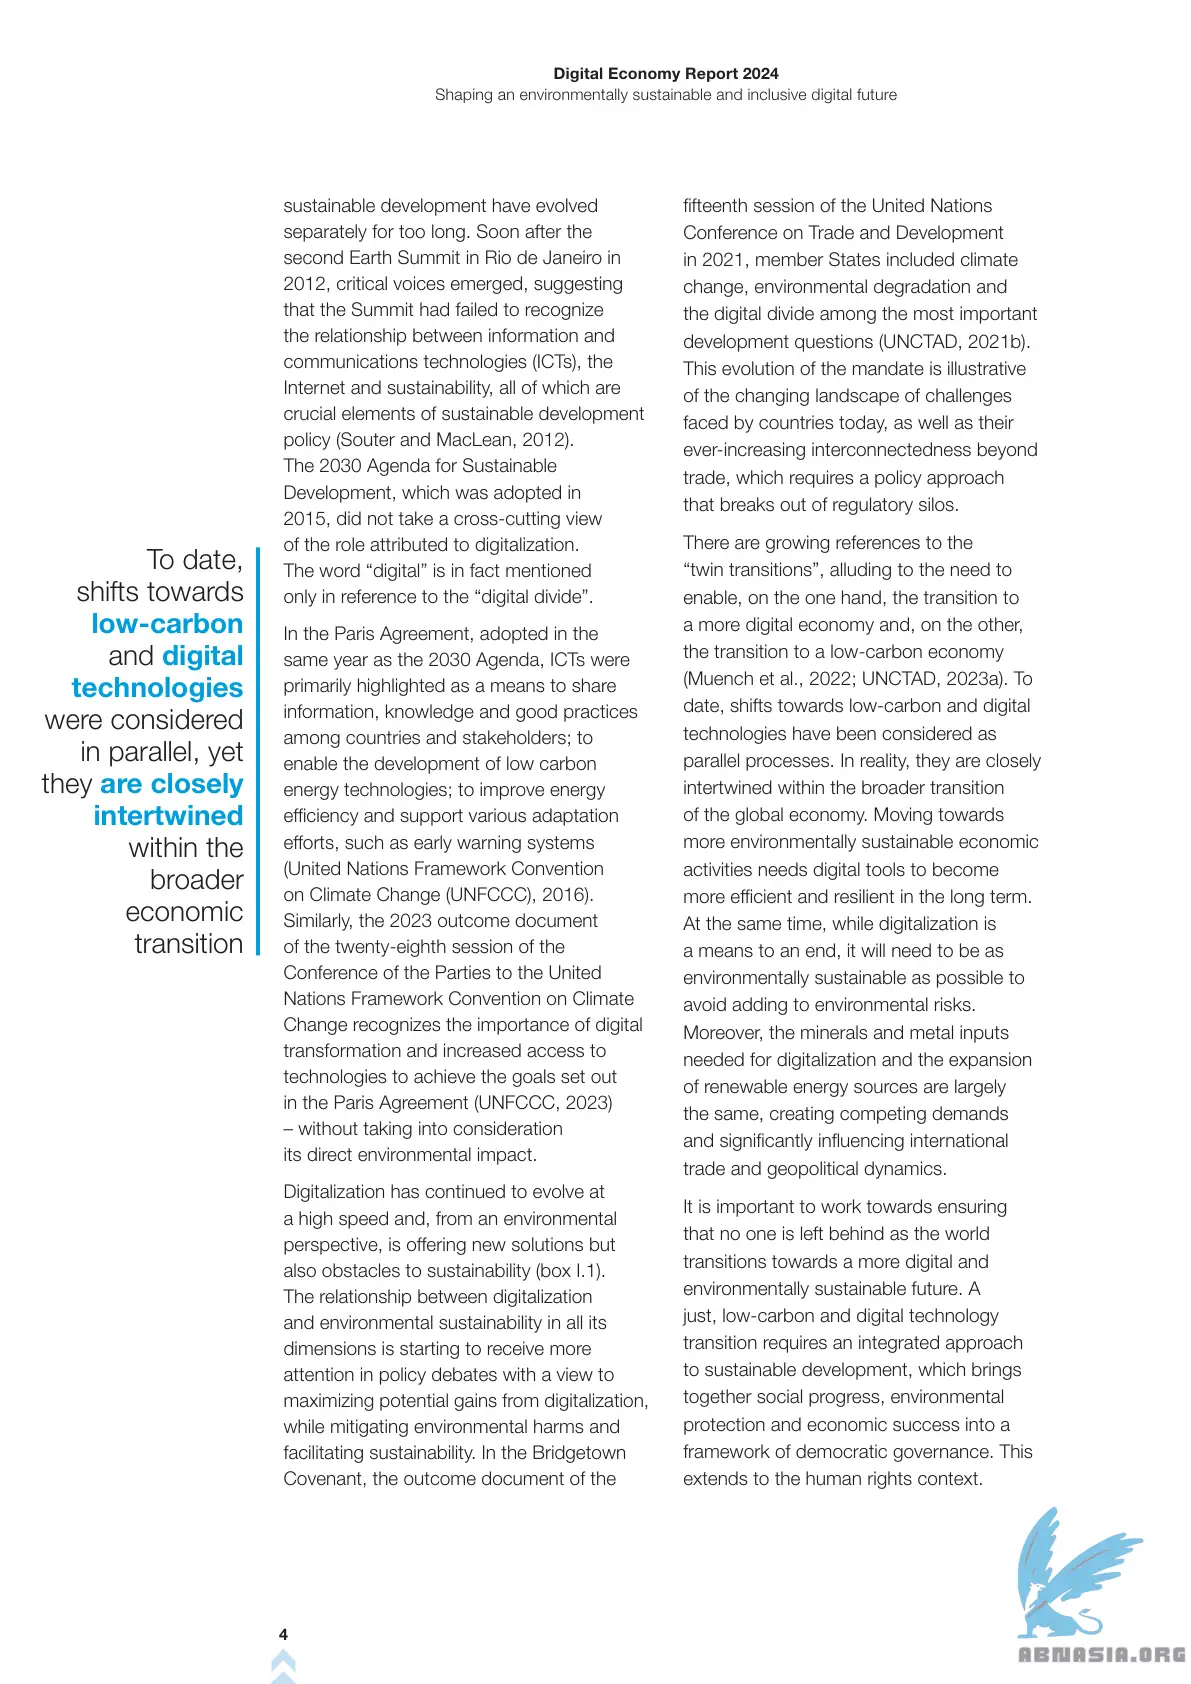 Digital Economy Report 2024
Shaping an environmentally sustainable and inclusive digital future
To date,
shifts towards
low-carbon
and digital
technologies
were considered
in parallel, yet
they are closely
intertwined
within the
broader
economic
transition
sustainable development have evolved
separately for too long. Soon after the
second Earth Summit in Rio de Janeiro in
2012, critical voices emerged, suggesting
that the Summit had failed to recognize
the relationship between information and
communications technologies (ICTs), the
Internet and sustainability, all of which are
crucial elements of sustainable development
policy (Souter and MacLean, 2012).
The 2030 Agenda for Sustainable
Development, which was adopted in
2015, did not take a cross-cutting view
of the role attributed to digitalization.
The word “digital” is in fact mentioned
only in reference to the “digital divide”.
In the Paris Agreement, adopted in the
same year as the 2030 Agenda, ICTs were
primarily highlighted as a means to share
information, knowledge and good practices
among countries and stakeholders; to
enable the development of low carbon
energy technologies; to improve energy
efficiency and support various adaptation
efforts, such as early warning systems
(United Nations Framework Convention
on Climate Change (UNFCCC), 2016).
Similarly, the 2023 outcome document
of the twenty-eighth session of the
Conference of the Parties to the United
Nations Framework Convention on Climate
Change recognizes the importance of digital
transformation and increased access to
technologies to achieve the goals set out
in the Paris Agreement (UNFCCC, 2023)
– without taking into consideration
its direct environmental impact.
Digitalization has continued to evolve at
a high speed and, from an environmental
perspective, is offering new solutions but
also obstacles to sustainability (box I.1).
The relationship between digitalization
and environmental sustainability in all its
dimensions is starting to receive more
attention in policy debates with a view to
maximizing potential gains from digitalization,
while mitigating environmental harms and
facilitating sustainability. In the Bridgetown
Covenant, the outcome document of the
fifteenth session of the United Nations
Conference on Trade and Development
in 2021, member States included climate
change, environmental degradation and
the digital divide among the most important
development questions (UNCTAD, 2021b).
This evolution of the mandate is illustrative
of the changing landscape of challenges
faced by countries today, as well as their
ever-increasing interconnectedness beyond
trade, which requires a policy approach
that breaks out of regulatory silos.
There are growing references to the
“twin transitions”, alluding to the need to
enable, on the one hand, the transition to
a more digital economy and, on the other,
the transition to a low-carbon economy
(Muench et al., 2022; UNCTAD, 2023a). To
date, shifts towards low-carbon and digital
technologies have been considered as
parallel processes. In reality, they are closely
intertwined within the broader transition
of the global economy. Moving towards
more environmentally sustainable economic
activities needs digital tools to become
more efficient and resilient in the long term.
At the same time, while digitalization is
a means to an end, it will need to be as
environmentally sustainable as possible to
avoid adding to environmental risks.
Moreover, the minerals and metal inputs
needed for digitalization and the expansion
of renewable energy sources are largely
the same, creating competing demands
and significantly influencing international
trade and geopolitical dynamics.
It is important to work towards ensuring
that no one is left behind as the world
transitions towards a more digital and
environmentally sustainable future. A
just, low-carbon and digital technology
transition requires an integrated approach
to sustainable development, which brings
together social progress, environmental
protection and economic success into a
framework of democratic governance. This
extends to the human rights context.
4
ABNASIA.ORG